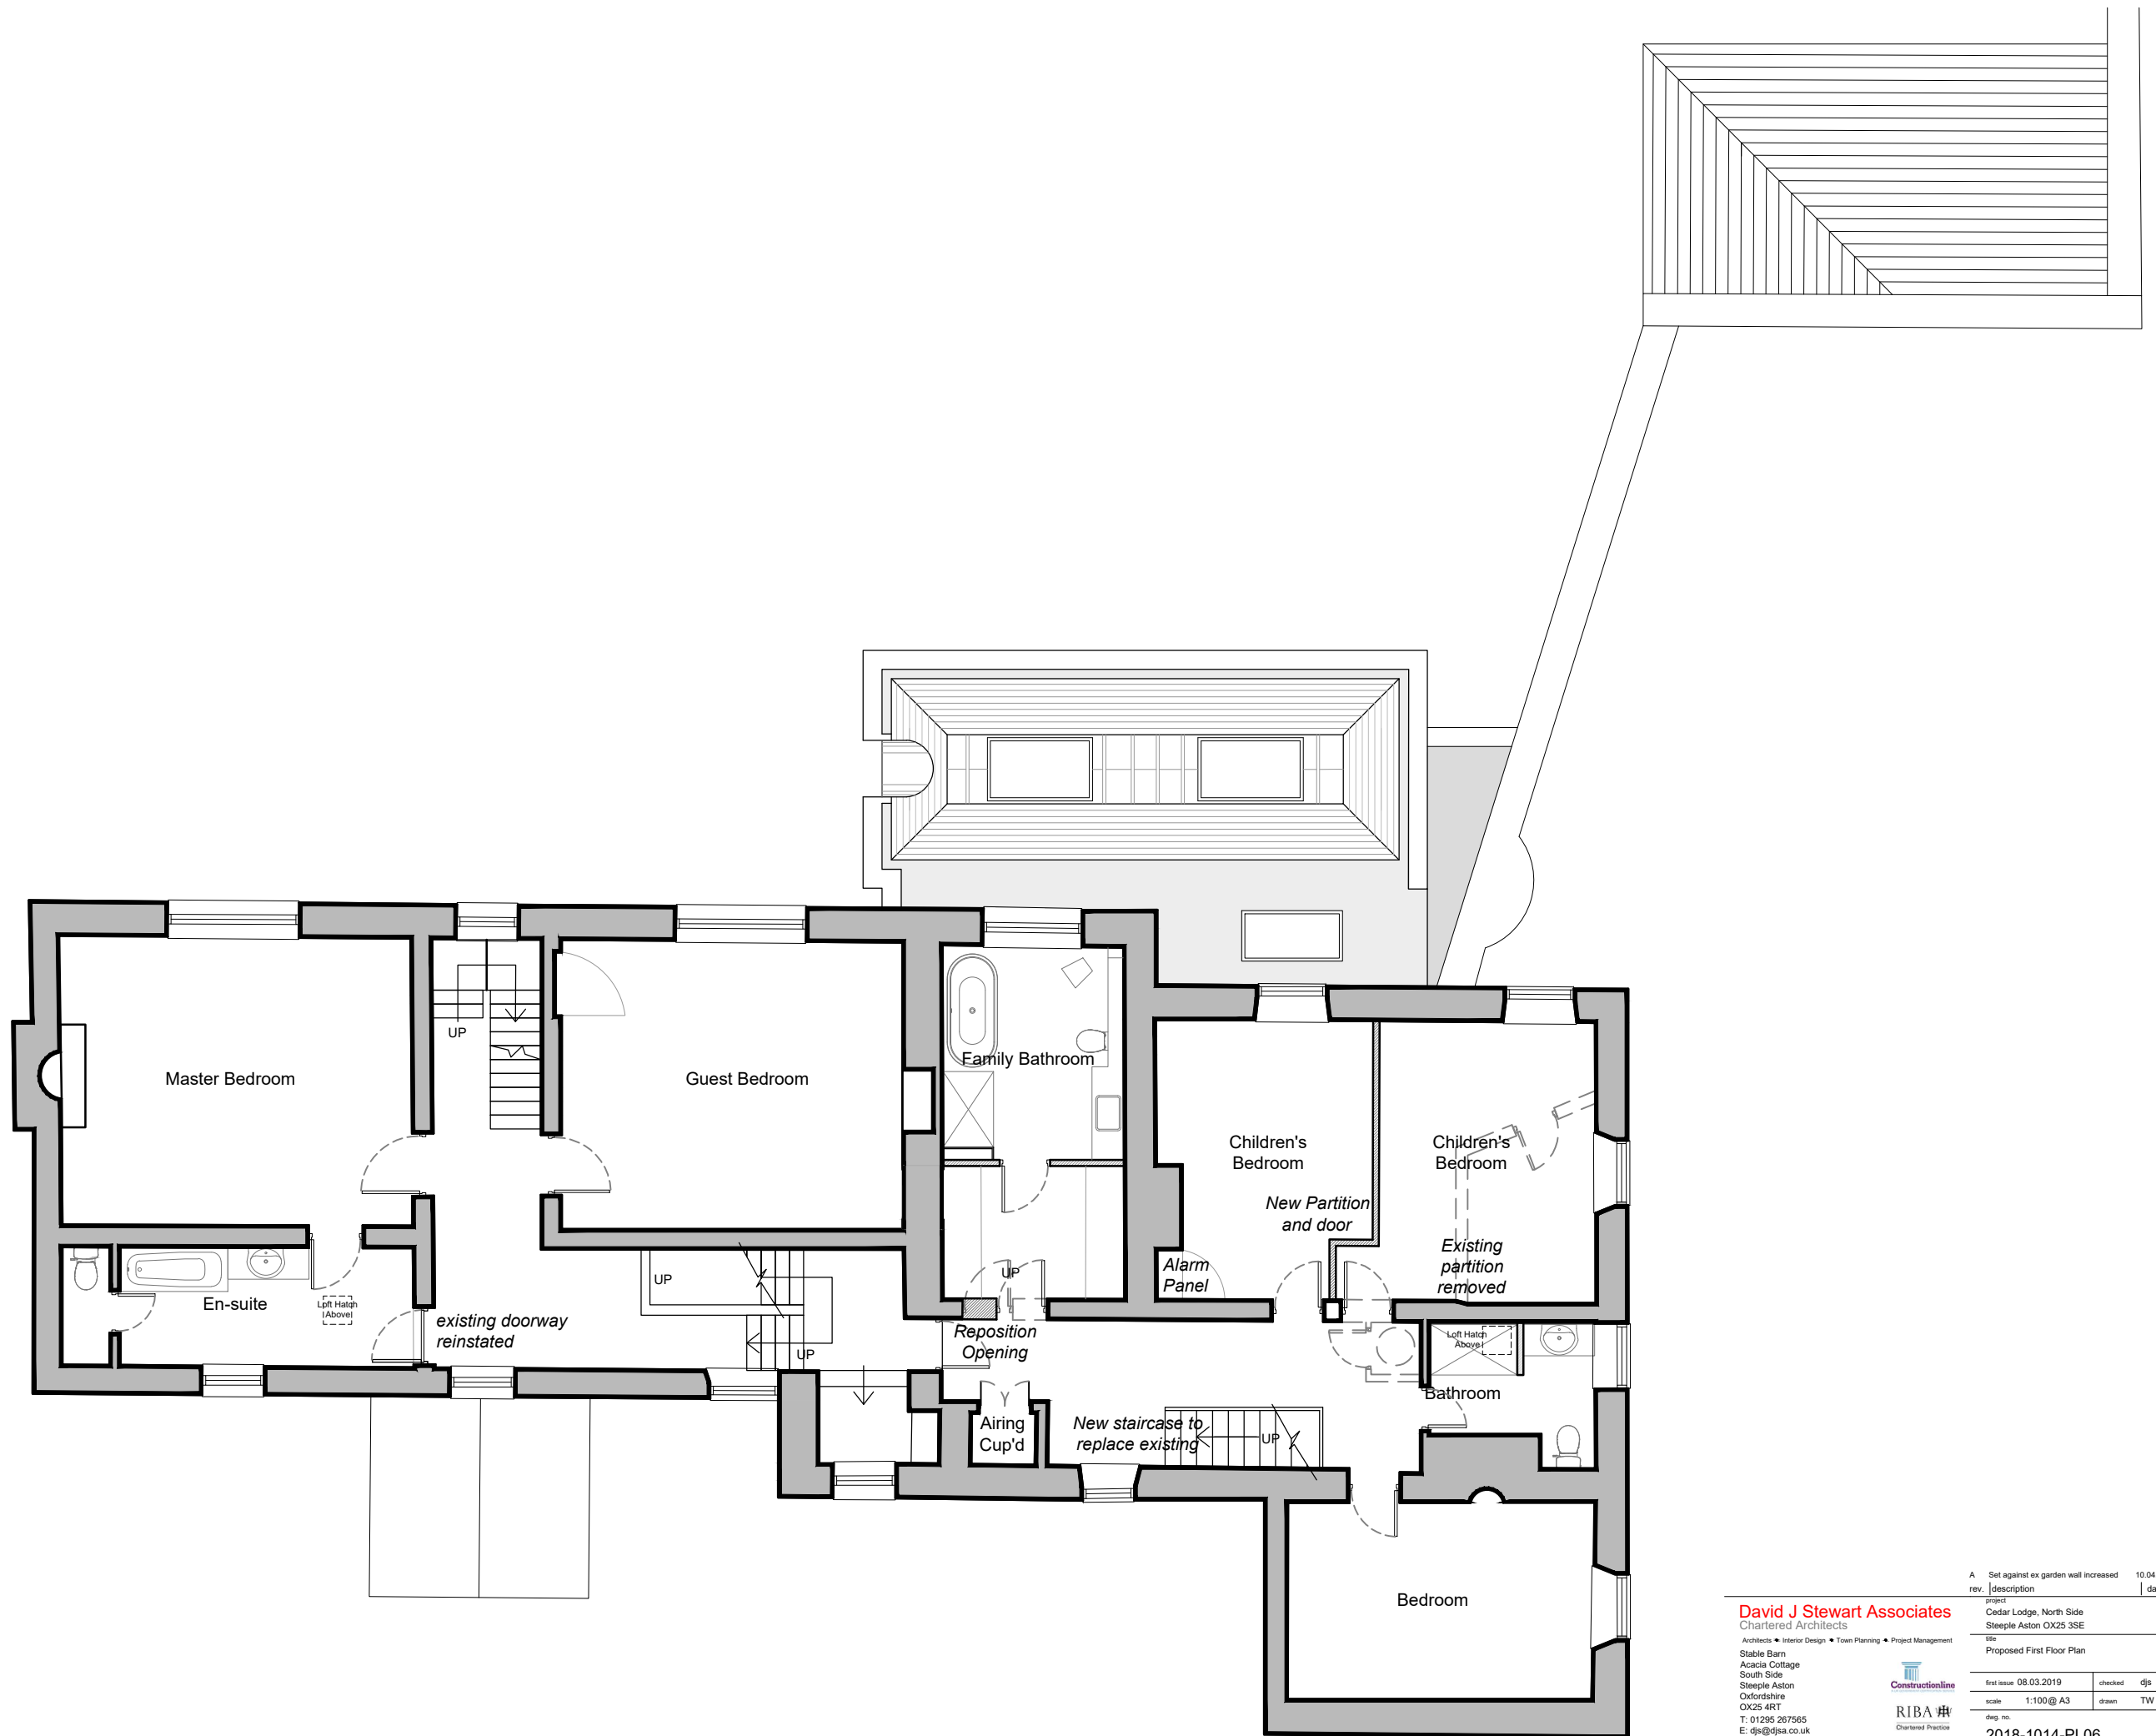 Master Bedroom
UP
Guest Bedroom
Family Bathroom
Children's
Bedroom
Children's
Bedroom
New Partition
and door
Existing
partition
removed
Alarm
Panel
En-suite
Loft Hatch
Above
existing doorway
reinstated
UP
UP
UP
Reposition
Opening
Loft Hatch
Above
Bathroom
Airing
Cup'd
New staircase to
replace existing
UP
Bedroom
A Set against ex garden wall increased 10.04
rev. description da
David J Stewart Associates
Chartered Architects
Architects Interior Design Town Planning Project Management
Stable Barn
Acacia Cottage
South Side
Steeple Aston
Oxfordshire
OX25 4RT
T: 01295 267565
E: djs@djsa.co.uk
Constructionline
RIBA
Chartered Practice
project
Cedar Lodge, North Side
Steeple Aston OX25 3SE
title
Proposed First Floor Plan
first issue 08.03.2019 checked djs
scale 1:100@ A3 drawn TW
dwg. no.
2018-1014-PL06